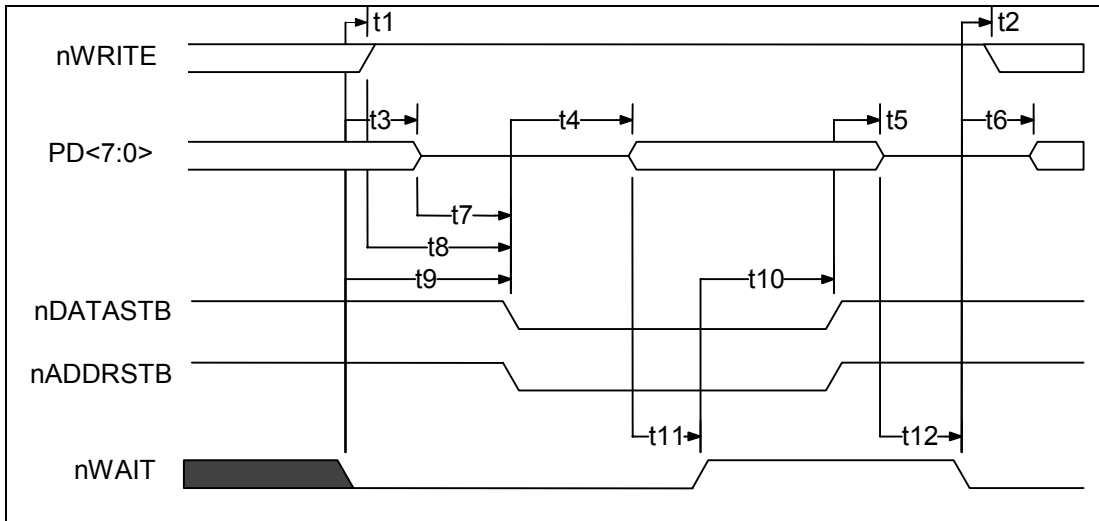 t1 t2
nWRITE
t3 t4 t5 t6
PD<7:0>
t7
t8
t9 t10
nDATASTB
nADDRSTB
t11 t12
nWAIT